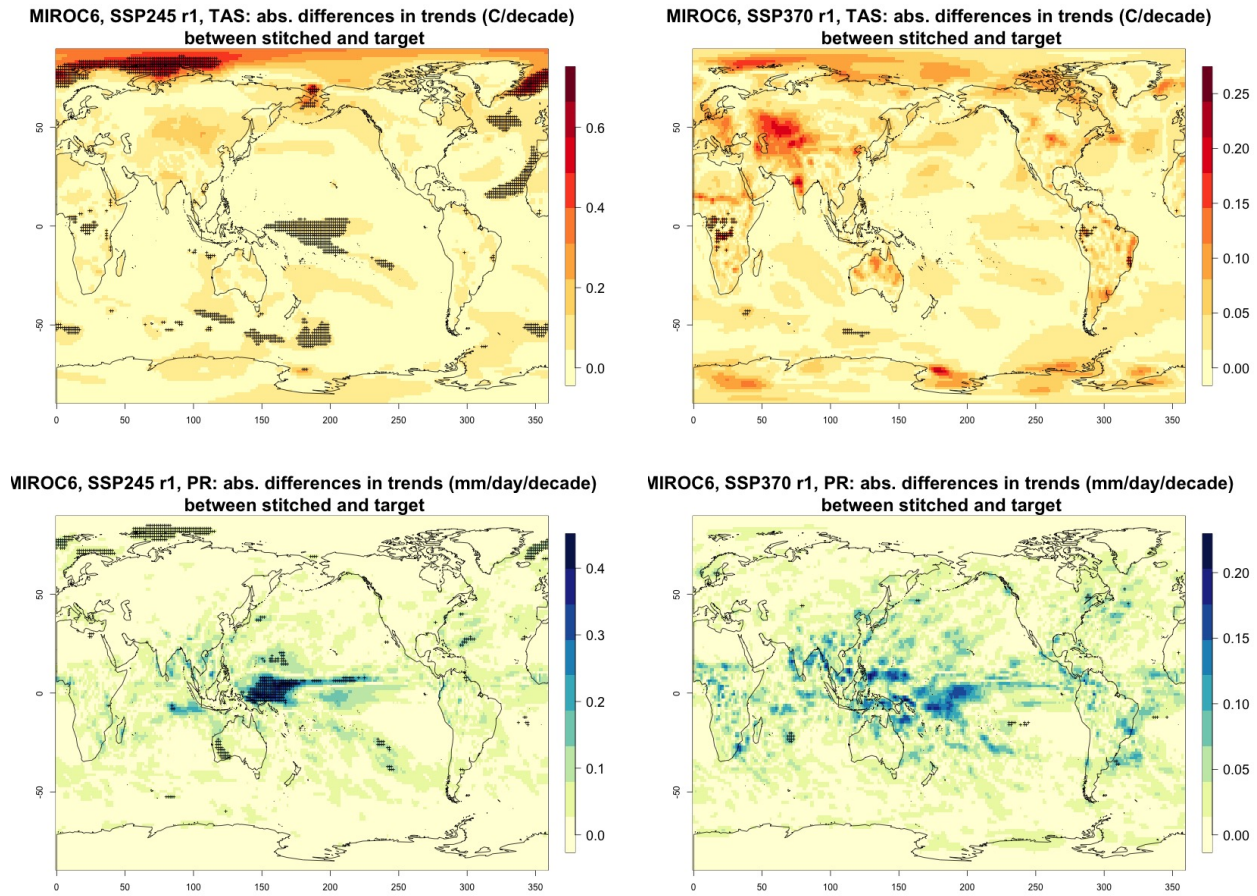 MIROC6, SSP245 r1, TAS: abs. differences in trends (C/decade)
between stitched and target
50
0
-50
0 50 100 150 200 250 300 350
0.6
0.4
0.2
0.0
MIROC6, SSP370 r1, TAS: abs. differences in trends (C/decade)
between stitched and target
50
0
-50
0 50 100 150 200 250 300 350
0.25
0.20
0.15
0.10
0.05
0.00
MIROC6, SSP245 r1, PR: abs. differences in trends (mm/day/decade)
between stitched and target
50
0
-50
0 50 100 150 200 250 300 350
0.4
0.3
0.2
0.1
0.0
MIROC6, SSP370 r1, PR: abs. differences in trends (mm/day/decade)
between stitched and target
50
0
-50
0 50 100 150 200 250 300 350
0.20
0.15
0.10
0.05
0.00